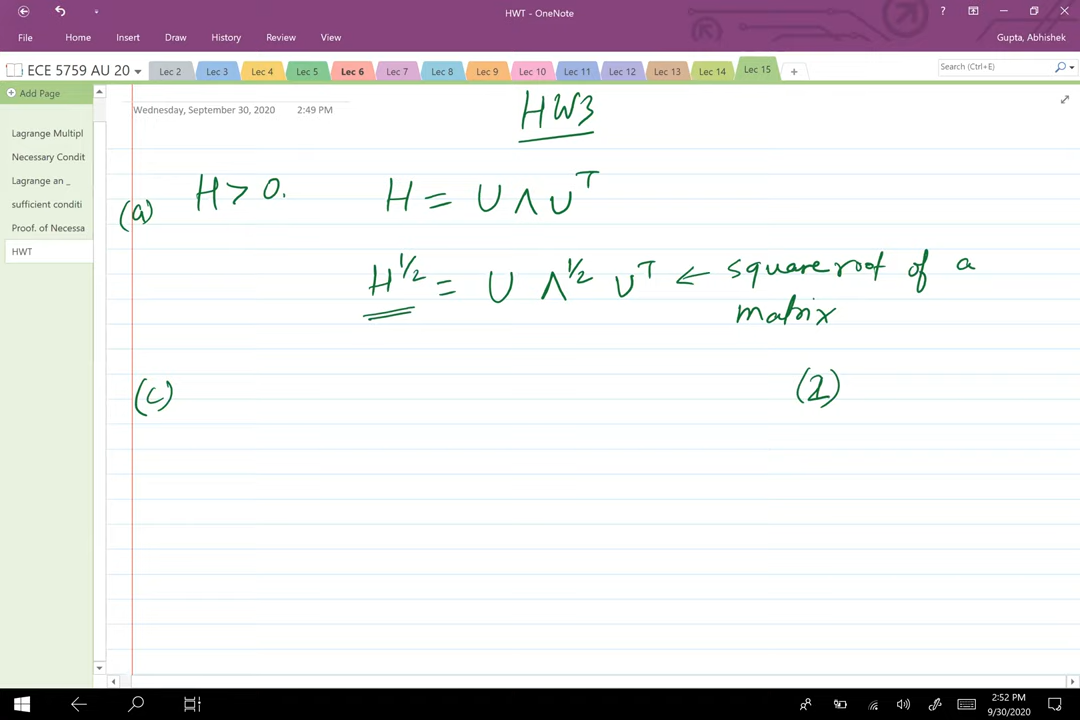 HWT - OneNote
?
Gupta, Abhishek
File Home Insert Draw History Review View
ECE 5759 AU 20
Lec 2 Lec 3 Lec 4 Lec 5 Lec 6 Lec 7 Lec 8 Lec 9 Lec 10 Lec 11 Lec 12 Lec 13 Lec 14 Lec 15 +
Search (Ctrl+E)
Add Page
Lagrange Multipl
Necessary Condit
Lagrange an _
sufficient conditi
Proof. of Necessa
HWT
Wednesday, September 30, 2020 2:49 PM
HW3
(a) H > 0. H = U Λ U^T
H^1/2 = U Λ^1/2 U^T ← square root of a
matrix
(c)
2:52 PM
9/30/2020